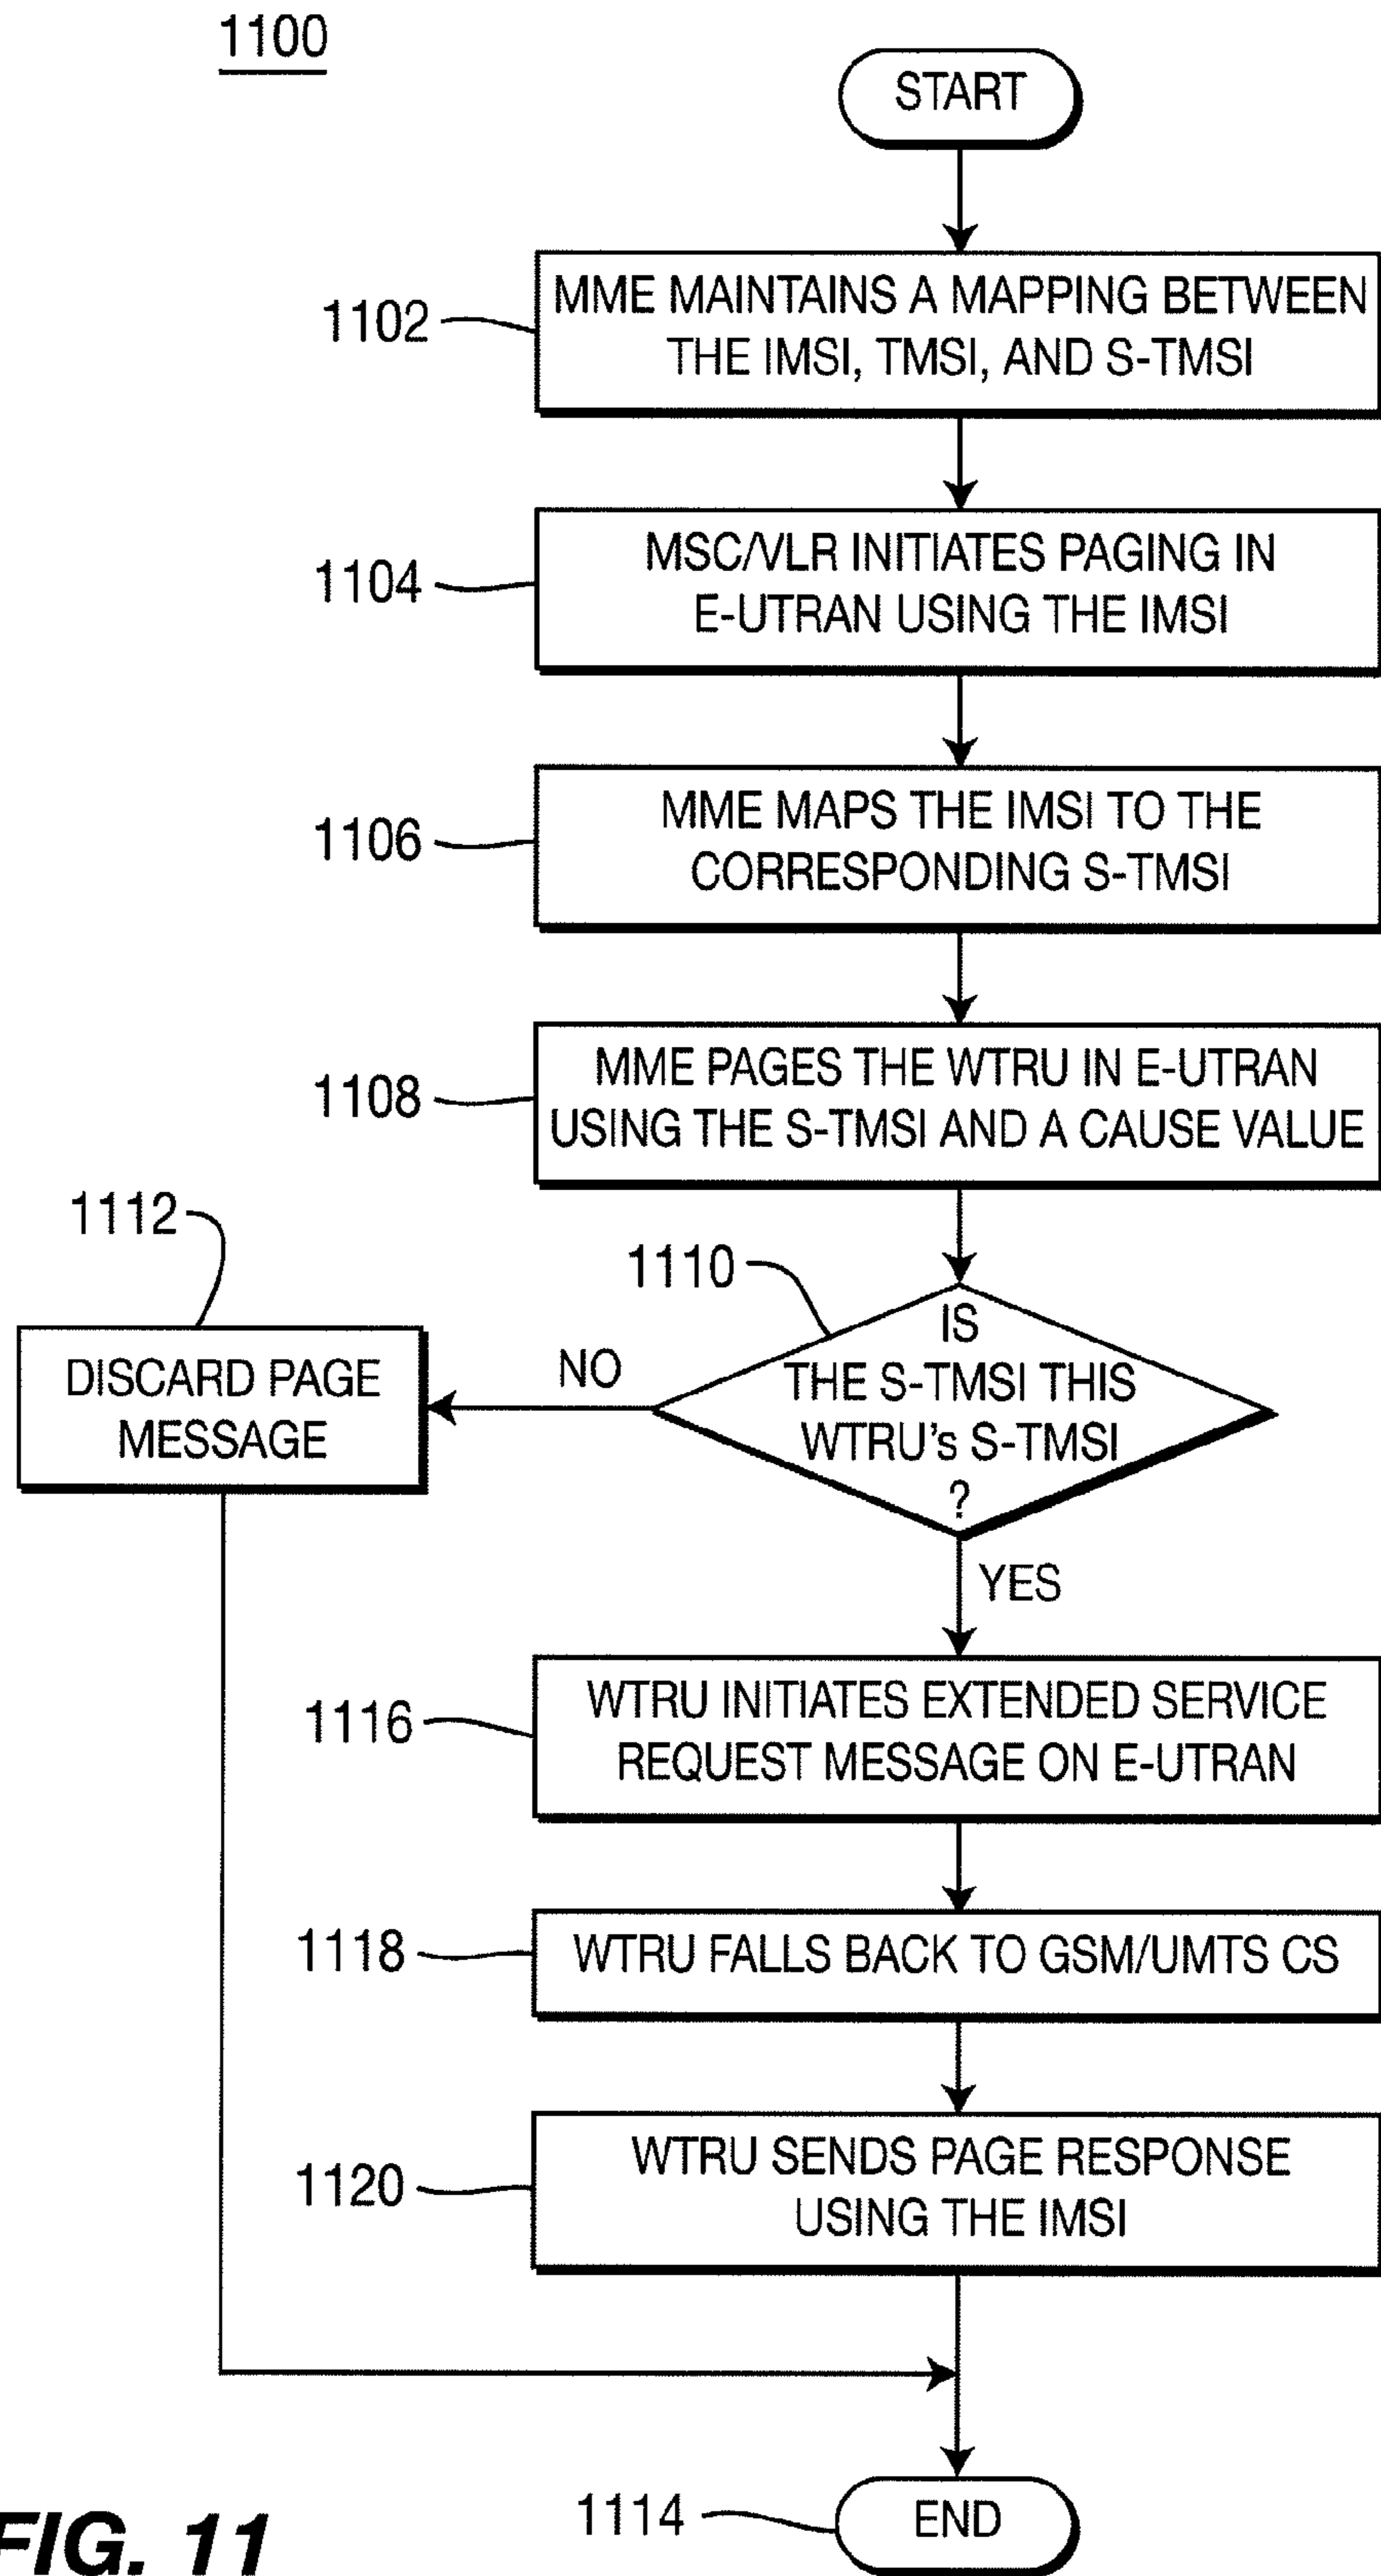 1100
START
1102
MME MAINTAINS A MAPPING BETWEEN
THE IMSI, TMSI, AND S-TMSI
1104
MSC/VLR INITIATES PAGING IN
E-UTRAN USING THE IMSI
1106
MME MAPS THE IMSI TO THE
CORRESPONDING S-TMSI
1108
MME PAGES THE WTRU IN E-UTRAN
USING THE S-TMSI AND A CAUSE VALUE
1110
IS
THE S-TMSI THIS
WTRU's S-TMSI
?
NO
1112
DISCARD PAGE
MESSAGE
YES
1116
WTRU INITIATES EXTENDED SERVICE
REQUEST MESSAGE ON E-UTRAN
1118
WTRU FALLS BACK TO GSM/UMTS CS
1120
WTRU SENDS PAGE RESPONSE
USING THE IMSI
1114
END
FIG. 11